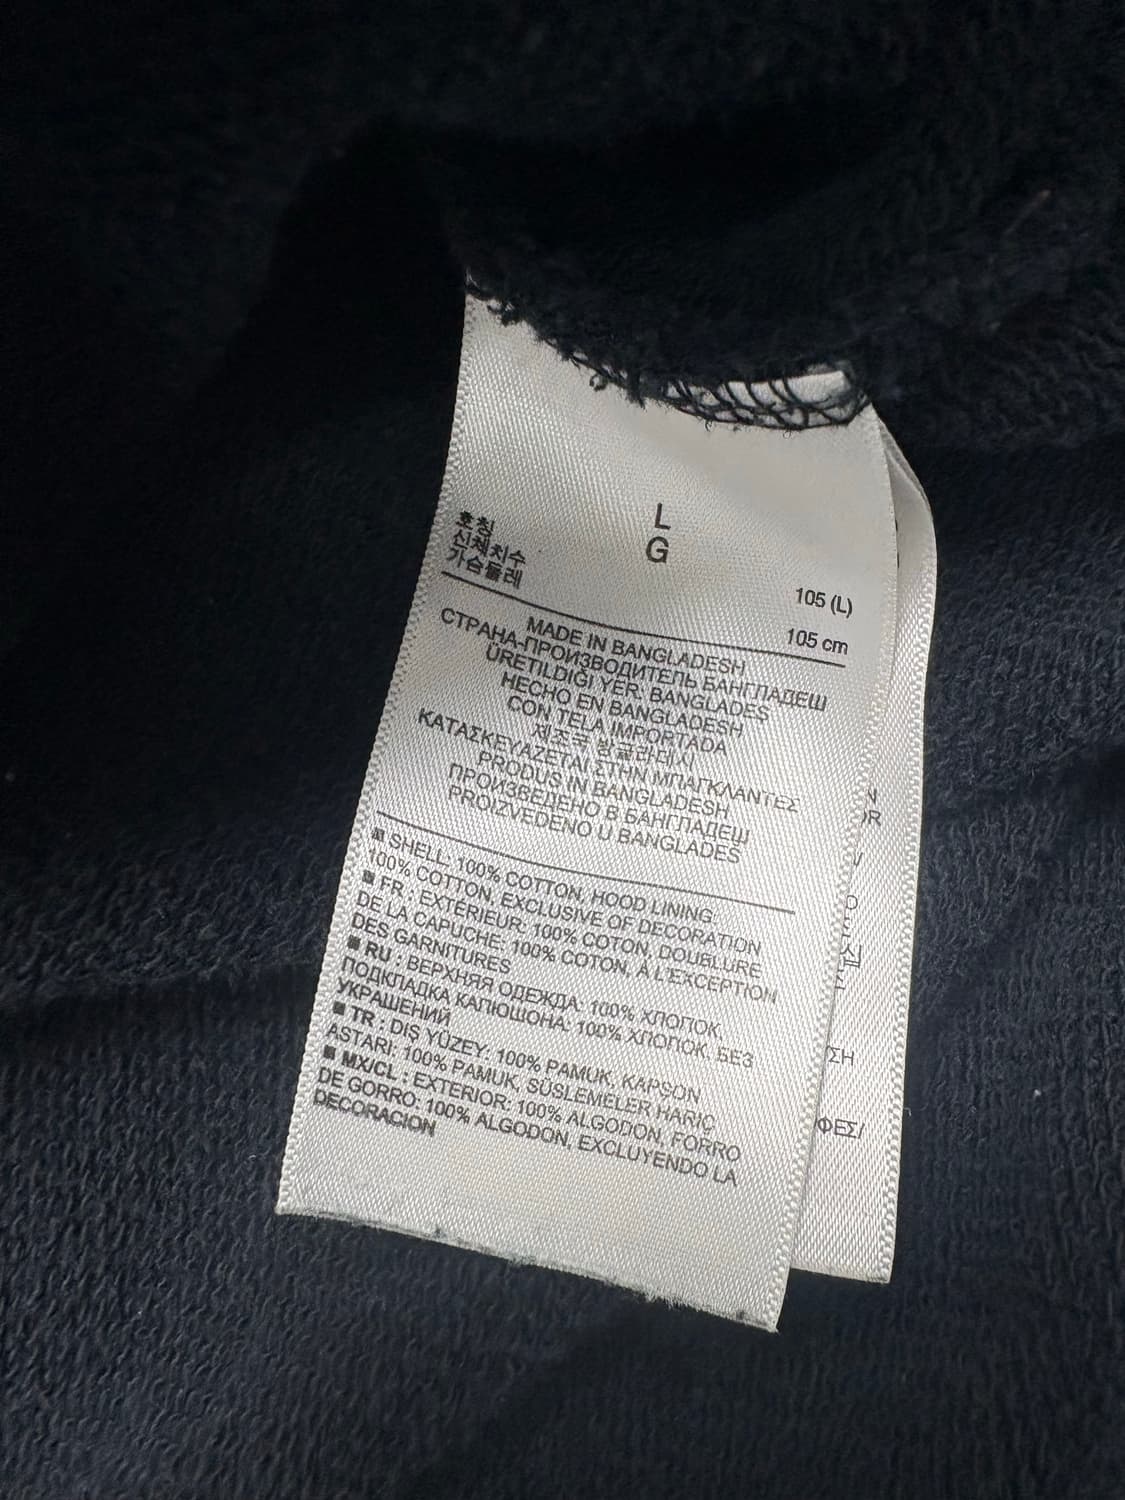 L
G
호칭
신체치수 105 (L)
가슴둘레 105 cm
MADE IN BANGLADESH
СТРАНА-ПРОИЗВОДИТЕЛЬ БАНГЛАДЕШ
ÜRETILDIĞI YER: BANGLADEŞ
HECHO EN BANGLADESH
CON TELA IMPORTADA
제조국 방글라데시
ΚΑΤΑΣΚΕΥΑΖΕΤΑΙ ΣΤΗΝ ΜΠΑΓΚΛΑΝΤΕΣ
PRODUS IN BANGLADESH
ПРОИЗВЕДЕНО В БАНГЛАДЕШ
PROIZVEDENO U BANGLADEŠ
■ SHELL: 100% COTTON, HOOD LINING:
100% COTTON, EXCLUSIVE OF DECORATION
■ FR : EXTÉRIEUR: 100% COTON, DOUBLURE
DE LA CAPUCHE: 100% COTON, À L'EXCEPTION
DES GARNITURES
■ RU : ВЕРХНЯЯ ОДЕЖДА: 100% ХЛОПОК,
ПОДКЛАДКА КАПЮШОНА: 100% ХЛОПОК. БЕЗ
УКРАШЕНИЙ
■ TR : DIŞ YÜZEY: 100% PAMUK, KAPSON
ASTARI: 100% PAMUK, SÜSLEMELER HARIÇ
■ MX/CL : EXTERIOR: 100% ALGODON, FORRO
DE GORRO: 100% ALGODON, EXCLUYENDO LA
DECORACION